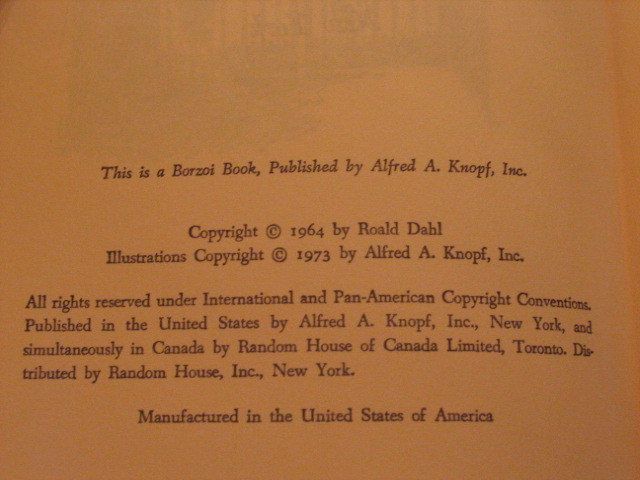 This is a Borzoi Book, Published by Alfred A. Knopf, Inc.
Copyright © 1964 by Roald Dahl
Illustrations Copyright © 1973 by Alfred A. Knopf, Inc.
All rights reserved under International and Pan-American Copyright Conventions.
Published in the United States by Alfred A. Knopf, Inc., New York, and
simultaneously in Canada by Random House of Canada Limited, Toronto. Dis-
tributed by Random House, Inc., New York.
Manufactured in the United States of America